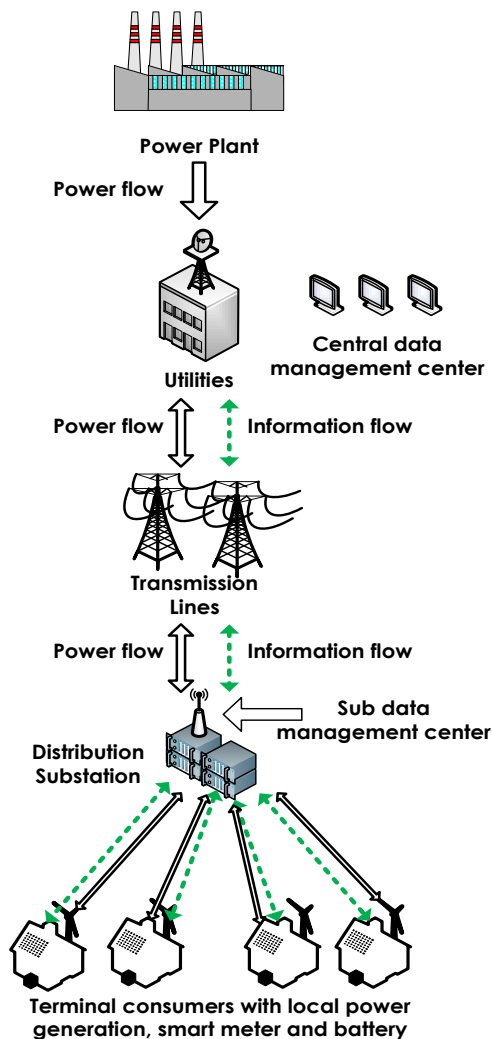 Power Plant
Power flow
Utilities
Central data
management center
Power flow
Information flow
Transmission
Lines
Power flow
Information flow
Sub data
management center
Distribution
Substation
Terminal consumers with local power
generation, smart meter and battery